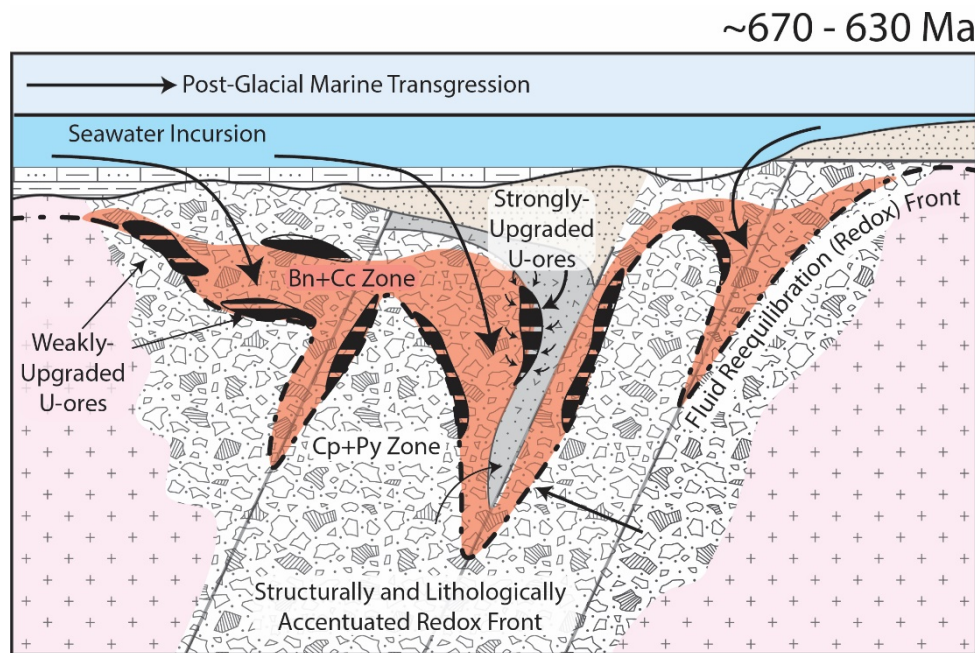 ~670 - 630 Ma
Post-Glacial Marine Transgression
Seawater Incursion
Strongly-
Upgraded
U-ores
Bn+Cc Zone
Weakly-
Upgraded
U-ores
Cp+Py Zone
Fluid Reequilibration (Redox) Front
Structurally and Lithologically
Accentuated Redox Front